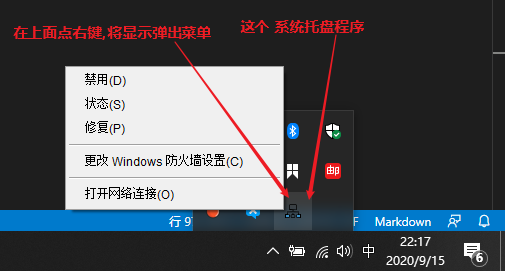 在上面点右键,将显示弹出菜单
这个 系统托盘程序
禁用(D)
状态(S)
修复(P)
更改 Windows 防火墙设置(C)
打开网络连接(O)
邮
行 9
F
Markdown
中
22:17
2020/9/15
6